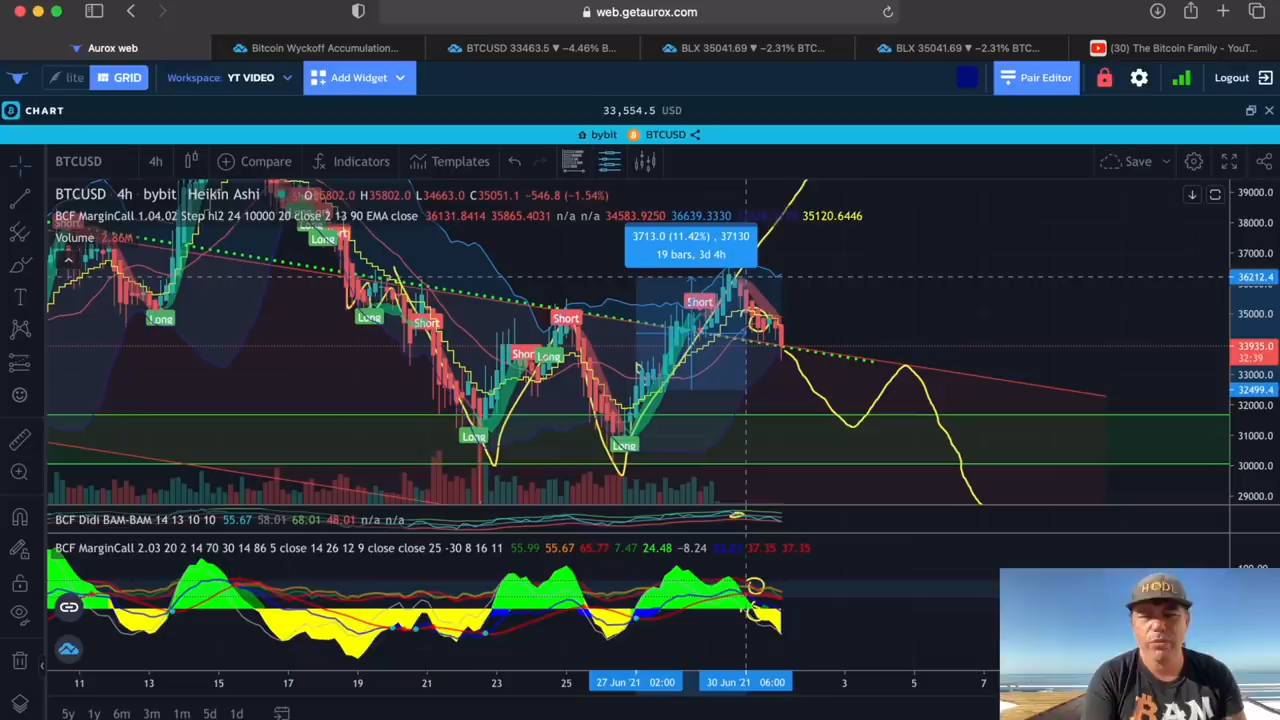 web.getaurox.com
Aurox web
Bitcoin Wyckoff Accumulation...
BTCUSD 33463.5 ▼ −4.46% B...
BLX 35041.69 ▼ −2.31% BTC...
BLX 35041.69 ▼ −2.31% BTC...
(30) The Bitcoin Family - YouT...
lite
GRID
Workspace: YT VIDEO
Add Widget
Pair Editor
Logout
CHART
33,554.5 USD
bybit BTCUSD
BTCUSD 4h Compare Indicators Templates Save
BTCUSD 4h bybit Heikin Ashi H35802.0 L34663.0 C35051.1 −546.8 (−1.54%)
BCF MarginCall 1.04.02 Step hl2 24 10000 20 close 2 13 90 EMA close 36131.8414 35865.4031 n/a n/a 34583.9250 36639.3330 35120.6446
Volume 2.86M
3713.0 (11.42%) , 37130
19 bars, 3d 4h
Long
Long
Long
Long
Short
Long
Short
Long
Short
Long
Short
39000.0
38000.0
37000.0
36212.4
35000.0
33935.0
32:39
33000.0
32499.4
32000.0
31000.0
30000.0
29000.0
BCF Didi BAM-BAM 14 13 10 10 55.67 58.01 68.01 48.01 n/a n/a
BCF MarginCall 2.03 20 2 14 70 30 14 86 5 close 14 26 12 9 close close 25 -30 8 16 11 55.99 55.67 65.77 7.47 24.48 −8.24 37.35 37.35
11 13 15 17 19 21 23 25 27 Jun '21 02:00 30 Jun '21 06:00 3 5 7
5y 1y 6m 3m 1m 5d 1d
HODL
BAM